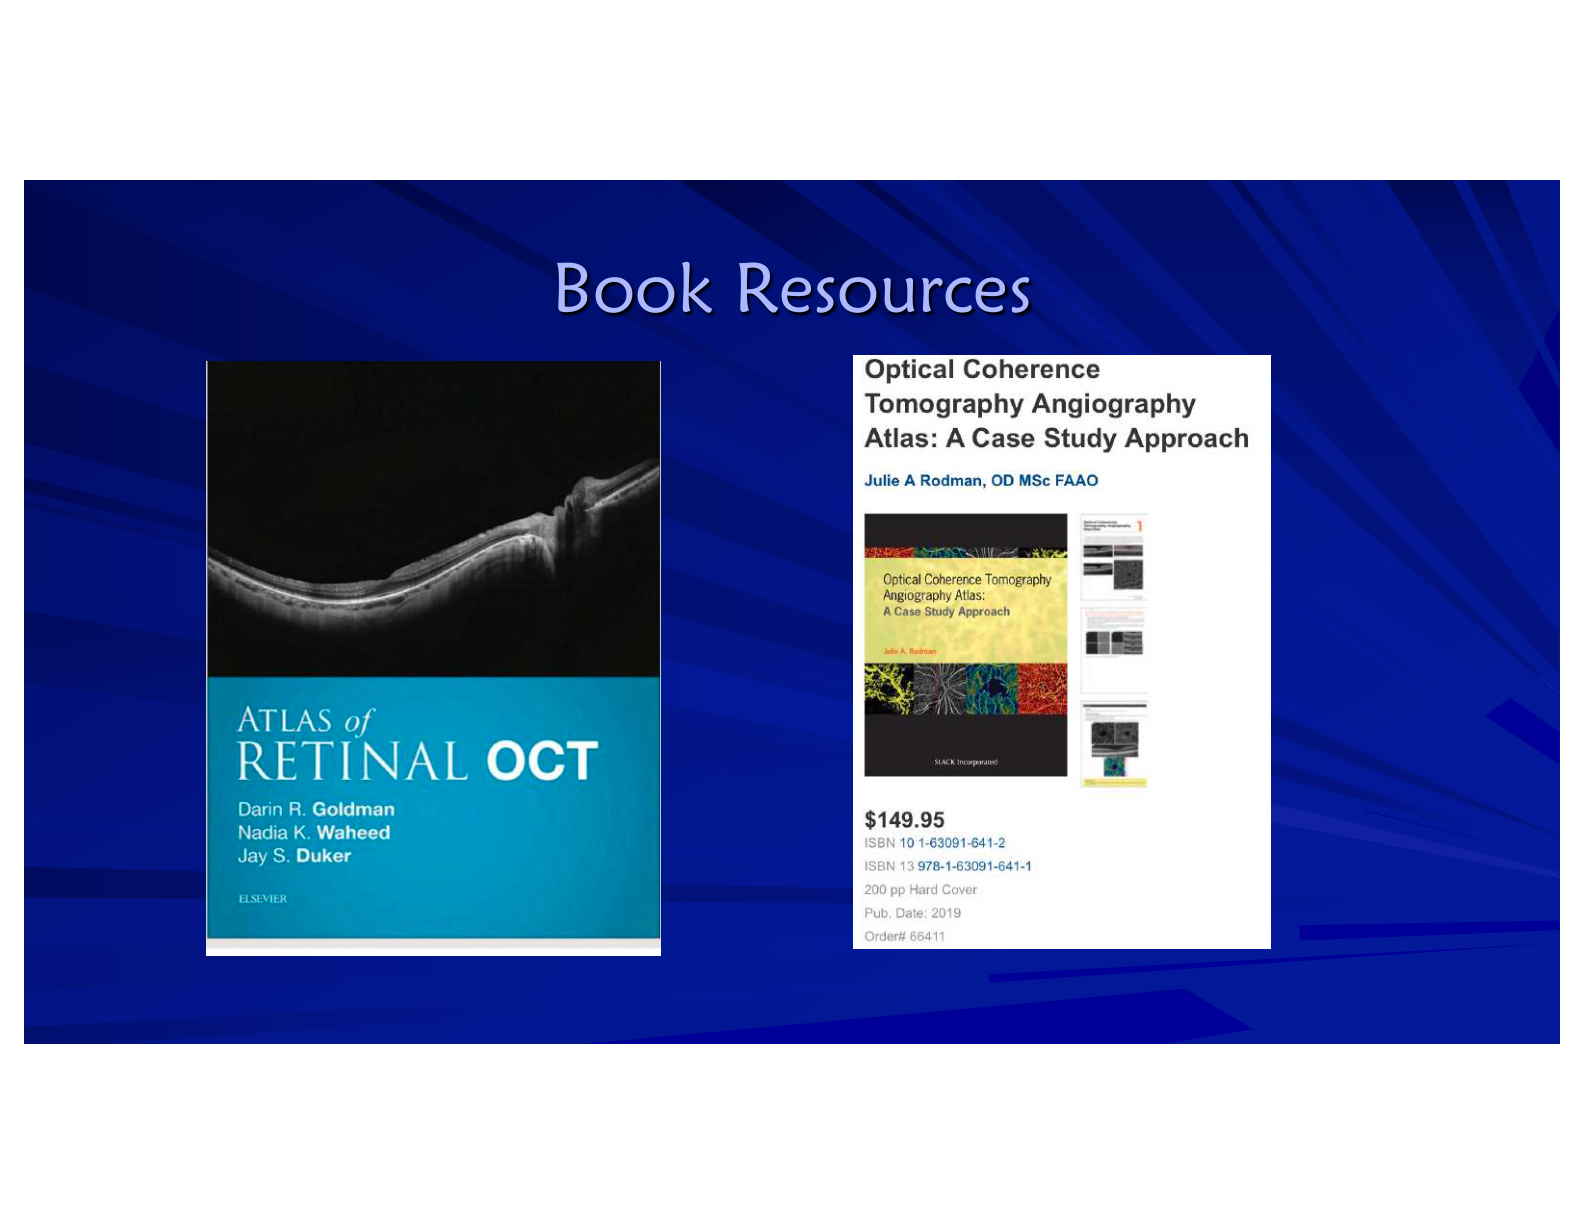 Book Resources
ATLAS of
RETINAL OCT
Darin R. Goldman
Nadia K. Waheed
Jay S. Duker
ELSEVIER
Optical Coherence
Tomography Angiography
Atlas: A Case Study Approach
Julie A Rodman, OD MSc FAAO
Optical Coherence Tomography
Angiography Atlas:
A Case Study Approach
Julie A. Rodman
SLACK Incorporated
1
$149.95
ISBN 10 1-63091-641-2
ISBN 13 978-1-63091-641-1
200 pp Hard Cover
Pub. Date: 2019
Order# 66411